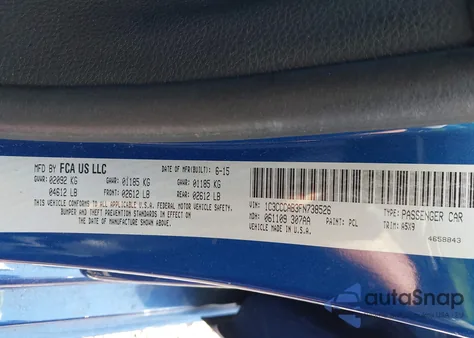 MFD BY FCA US LLC DATE OF MFR(BUILT): 6-15
GVWR: 02092 KG GAWR: 01185 KG GAWR: 01185 KG
04612 LB FRONT: 02612 LB REAR: 02612 LB
THIS VEHICLE CONFORMS TO ALL APPLICABLE U.S.A. FEDERAL MOTOR VEHICLE SAFETY,
BUMPER AND THEFT PREVENTION STANDARDS IN EFFECT ON THE DATE OF
MANUFACTURE SHOWN ABOVE.
VIN: 1C3CCCAB3FN738526 TYPE: PASSENGER CAR
MDH: 061109 307AA PAINT: PCL TRIM: A5X9
VEHICLE MADE IN U.S.A. 4658843
autoSnap